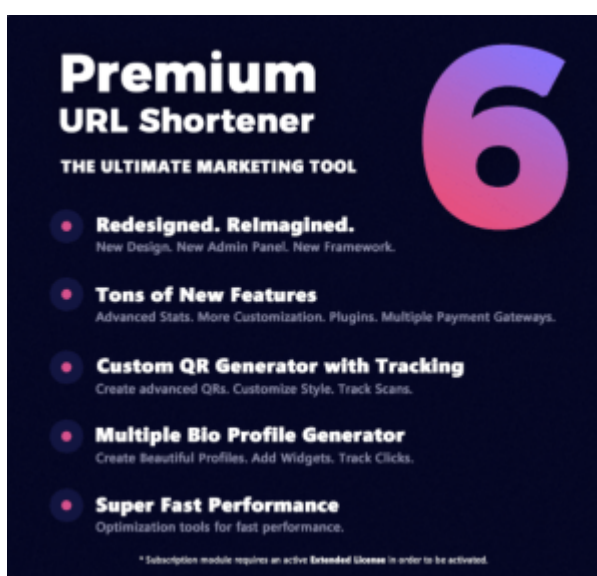 Premium
6
URL Shortener
THE ULTIMATE MARKETING TOOL
Redesigned. ReImagined.
New Design. New Admin Panel. New Framework.
Tons of New Features
Advanced Stats. More Customization. Plugins. Multiple Payment Gateways.
Custom QR Generator with Tracking
Create advanced QRs. Customize Style. Track Scans.
Multiple Bio Profile Generator
Create Beautiful Profiles. Add Widgets. Track Clicks.
Super Fast Performance
Optimization tools for fast performance.
* Subscription module requires an active Extended License in order to be activated.